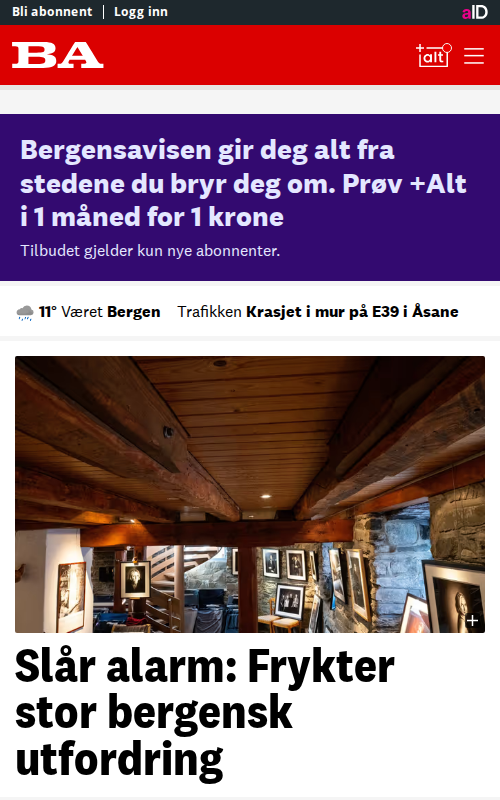 Bli abonnent | Logg inn
aID
BA
+alt
Bergensavisen gir deg alt fra
stedene du bryr deg om. Prøv +Alt
i 1 måned for 1 krone
Tilbudet gjelder kun nye abonnenter.
11° Været Bergen Trafikken Krasjet i mur på E39 i Åsane
Slår alarm: Frykter
stor bergensk
utfordring